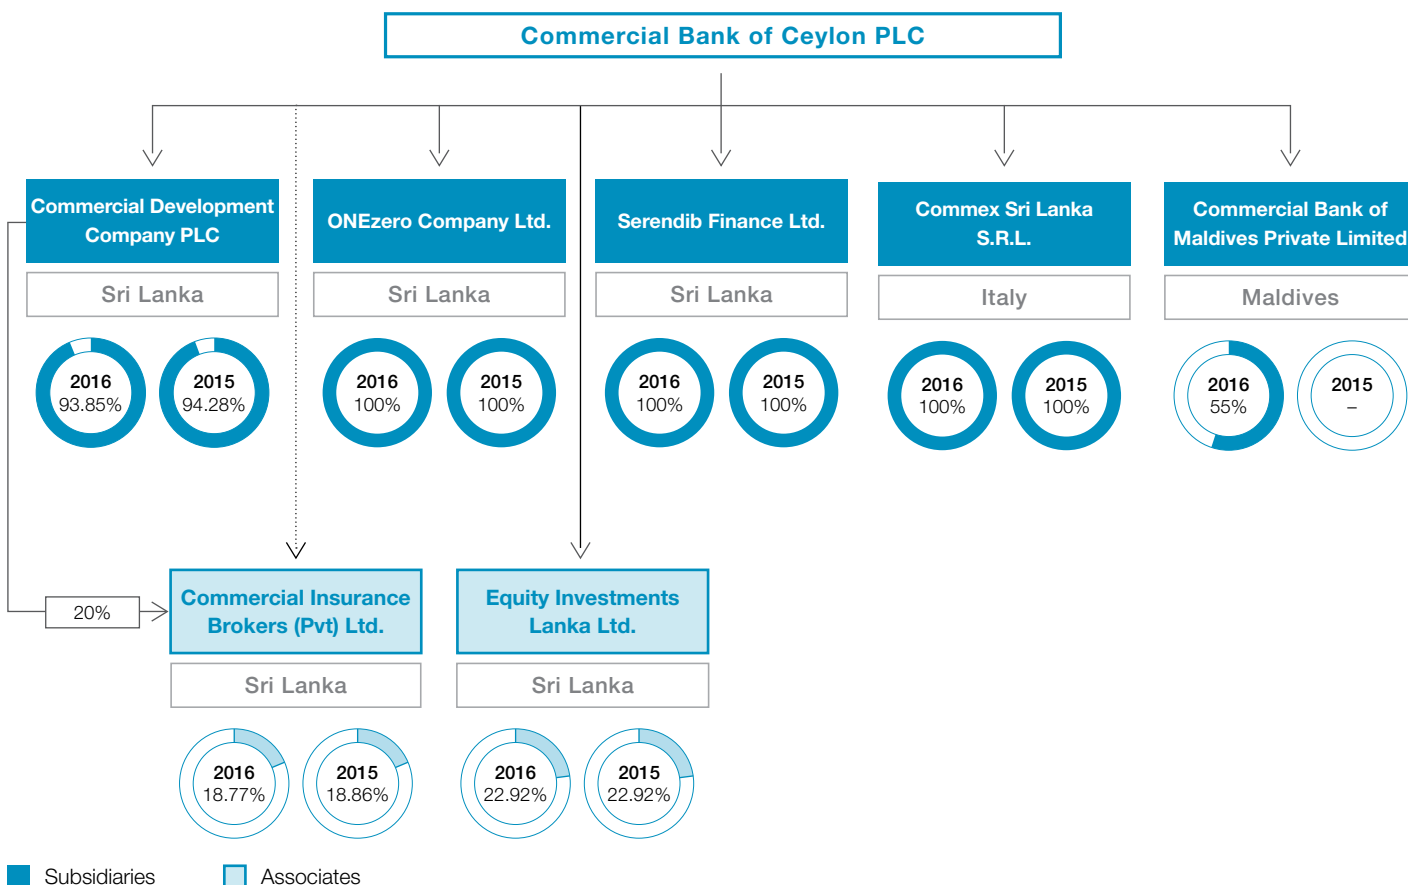 Commercial Bank of Ceylon PLC
Commercial Development
Company PLC
Sri Lanka
2016
93.85%
2015
94.28%
ONEzero Company Ltd.
Sri Lanka
2016
100%
2015
100%
Serendib Finance Ltd.
Sri Lanka
2016
100%
2015
100%
Commex Sri Lanka
S.R.L.
Italy
2016
100%
2015
100%
Commercial Bank of
Maldives Private Limited
Maldives
2016
55%
2015
–
20%
Commercial Insurance
Brokers (Pvt) Ltd.
Sri Lanka
2016
18.77%
2015
18.86%
Equity Investments
Lanka Ltd.
Sri Lanka
2016
22.92%
2015
22.92%
Subsidiaries
Associates